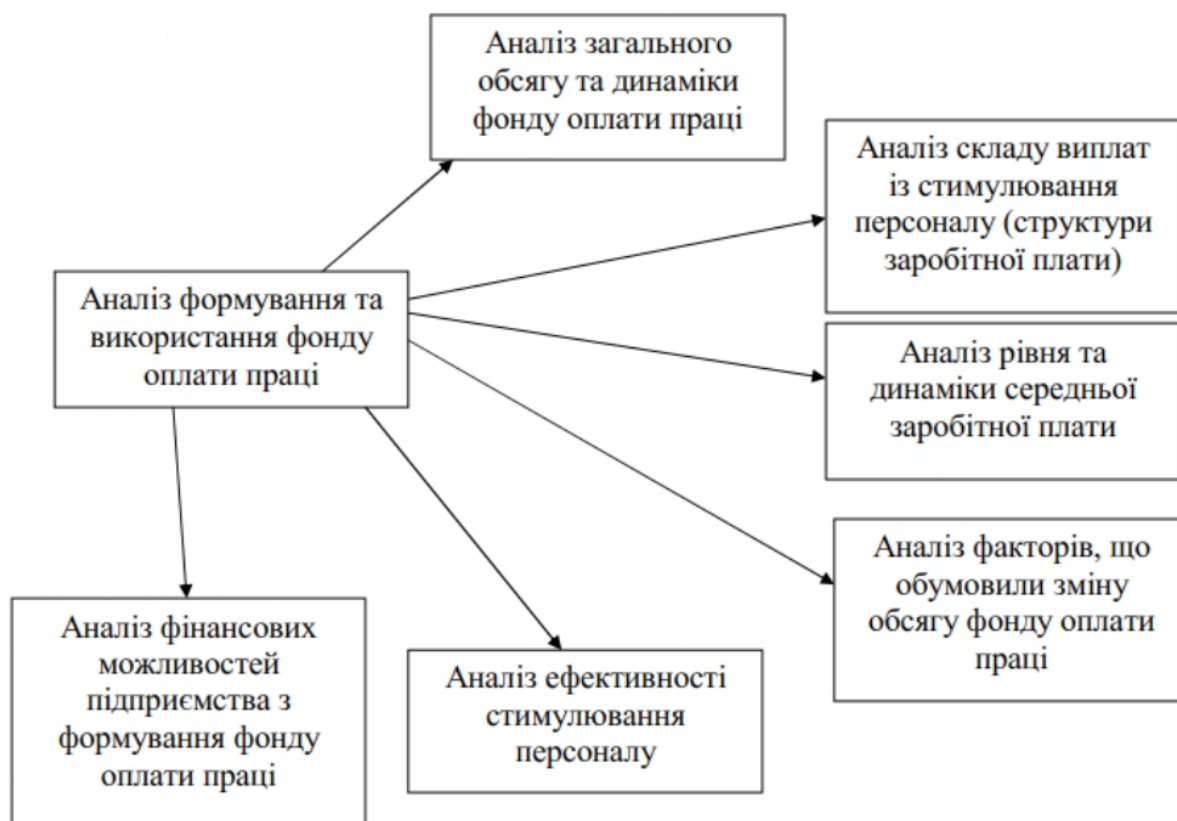 Аналіз загального
обсягу та динаміки
фонду оплати праці
Аналіз складу виплат
із стимулювання
персоналу (структури
заробітної плати)
Аналіз формування та
використання фонду
оплати праці
Аналіз рівня та
динаміки середньої
заробітної плати
Аналіз факторів, що
обумовили зміну
обсягу фонду оплати
праці
Аналіз фінансових
можливостей
підприємства з
формування фонду
оплати праці
Аналіз ефективності
стимулювання
персоналу